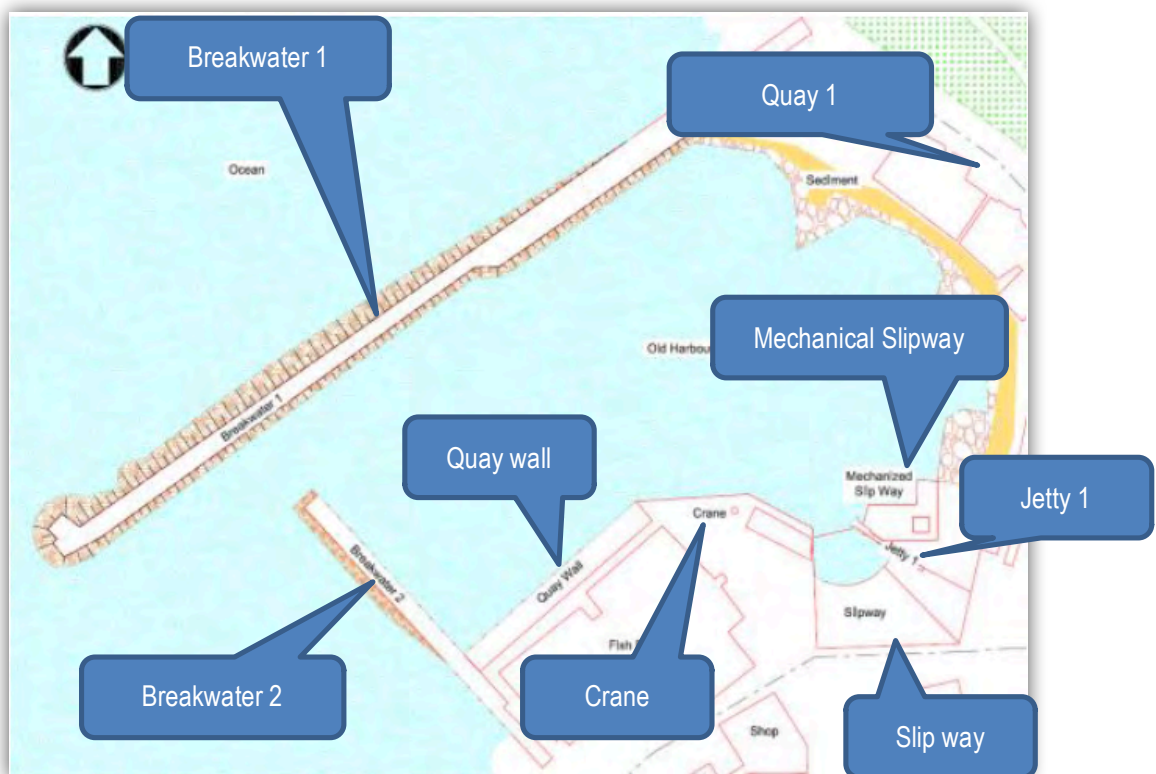 Breakwater 1
Quay 1
Ocean
Sediment
Mechanical Slipway
Old Harbou
Breakwater 1
Quay wall
Mechanized
Slip Way
Jetty 1
Crane
Jetty 1
Breakwater 2
Quay Wall
Slipway
Fish
Breakwater 2
Crane
Shop
Slip way